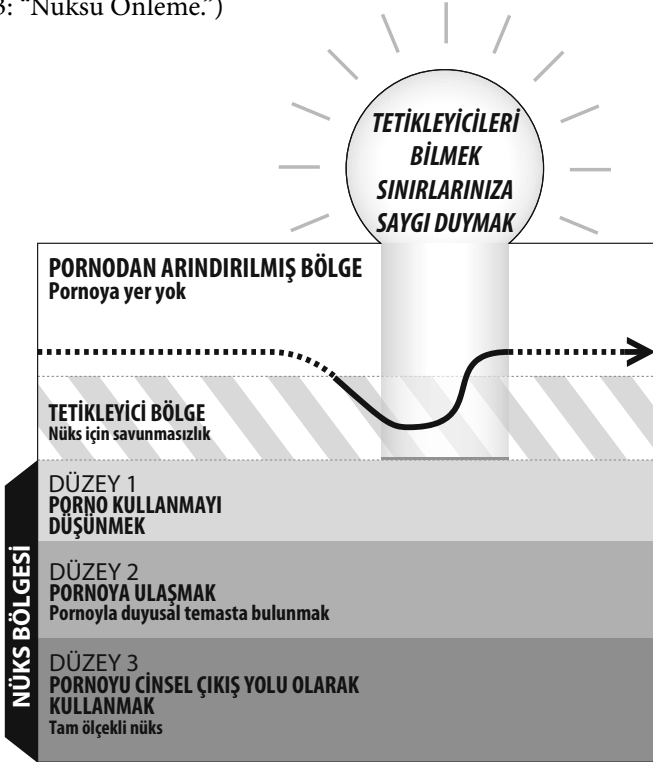 3: “Nüksü Önleme.”)
TETİKLEYİCİLERİ
BİLMEK
SINIRLARINIZA
SAYGI DUYMAK
PORNODAN ARINDIRILMIŞ BÖLGE
Pornoya yer yok
TETİKLEYİCİ BÖLGE
Nüks için savunmasızlık
NÜKS BÖLGESİ
DÜZEY 1
PORNO KULLANMAYI
DÜŞÜNMEK
DÜZEY 2
PORNOYA ULAŞMAK
Pornoyla duyusal temasta bulunmak
DÜZEY 3
PORNOYU CİNSEL ÇIKIŞ YOLU OLARAK
KULLANMAK
Tam ölçekli nüks